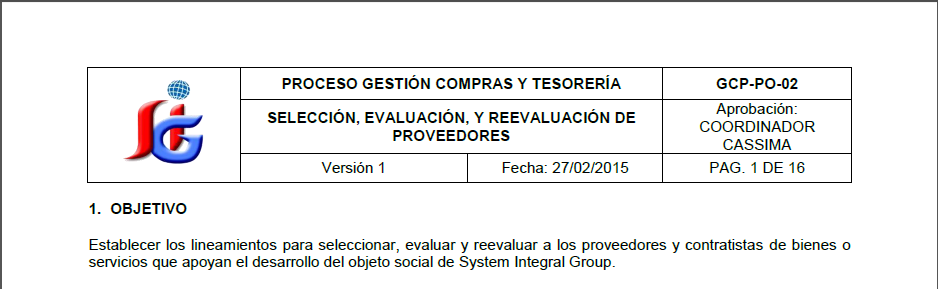 PROCESO GESTIÓN COMPRAS Y TESORERÍA
GCP-PO-02
SELECCIÓN, EVALUACIÓN, Y REEVALUACIÓN DE
PROVEEDORES
Aprobación:
COORDINADOR
CASSIMA
Versión 1
Fecha: 27/02/2015
PAG. 1 DE 16
1. OBJETIVO
Establecer los lineamientos para seleccionar, evaluar y reevaluar a los proveedores y contratistas de bienes o
servicios que apoyan el desarrollo del objeto social de System Integral Group.